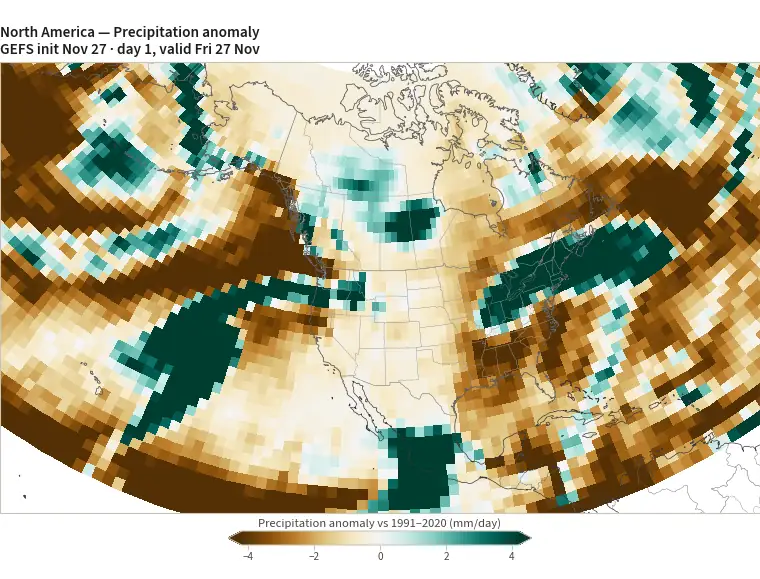 North America — Precipitation anomaly
GEFS init Nov 27 · day 1, valid Fri 27 Nov
Precipitation anomaly vs 1991–2020 (mm/day)
−4 −2 0 2 4